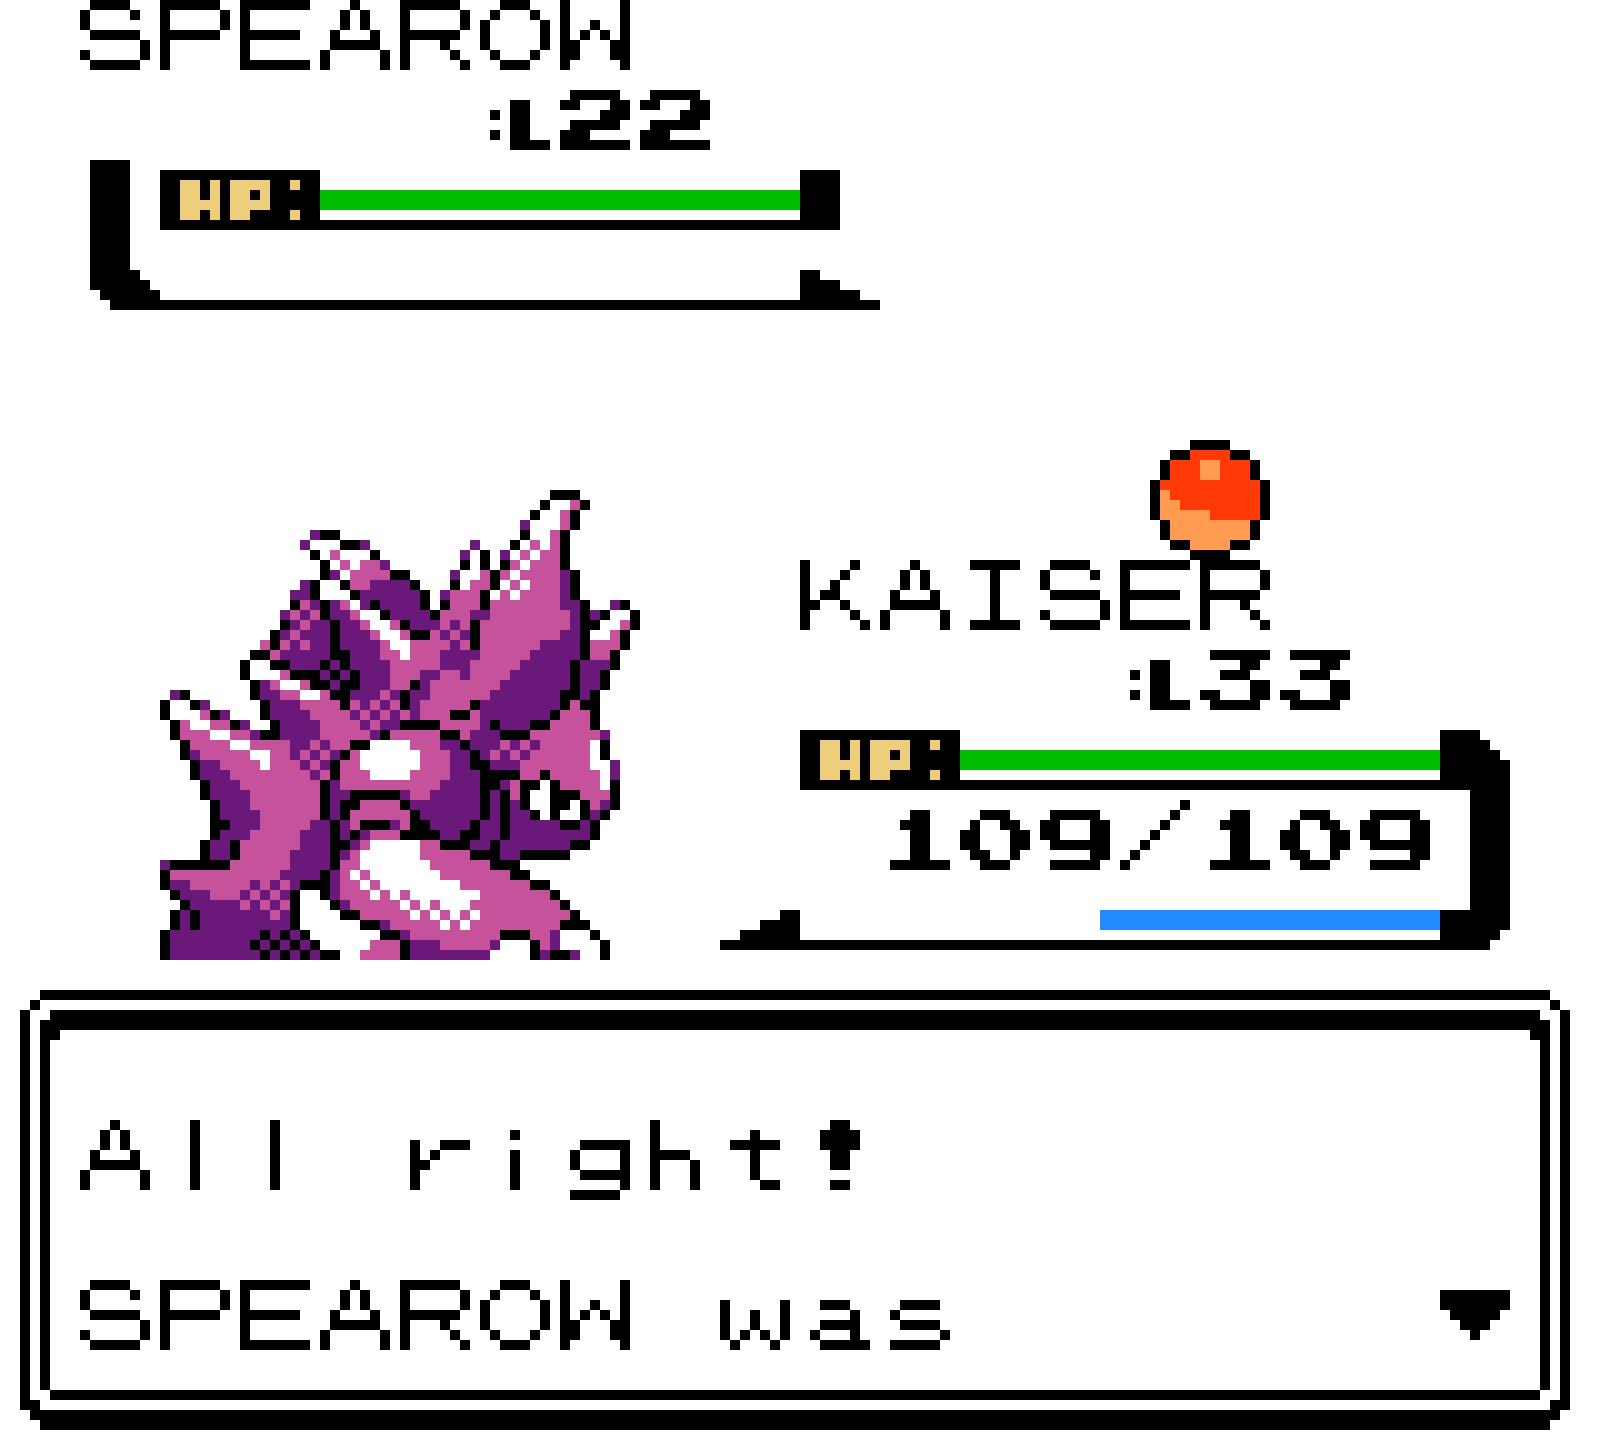 SPEAROW
:L22
HP:
KAISER
:L33
HP:
109/109
All right!
SPEAROW was